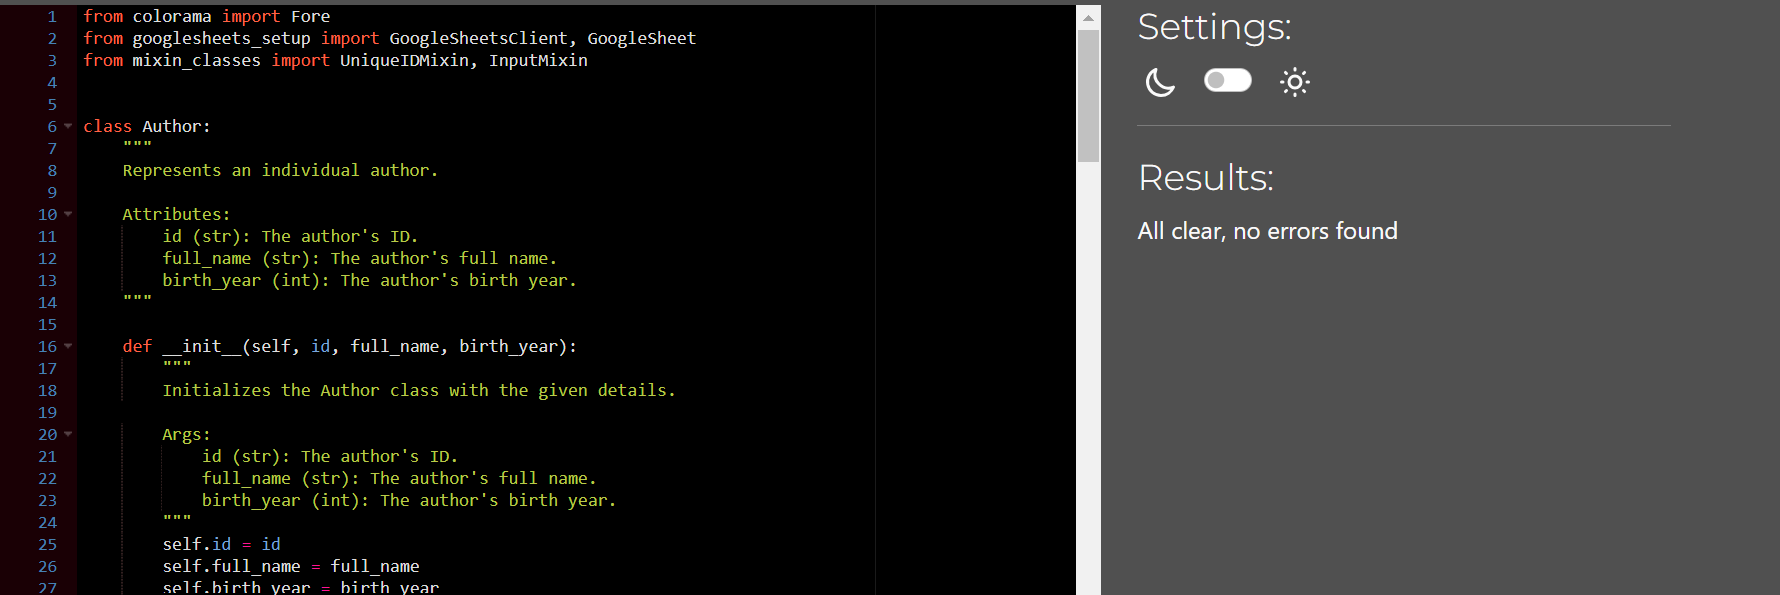 1 from colorama import Fore
2 from googlesheets_setup import GoogleSheetsClient, GoogleSheet
3 from mixin_classes import UniqueIDMixin, InputMixin
4
5
6 class Author:
7     """
8     Represents an individual author.
9
10     Attributes:
11         id (str): The author's ID.
12         full_name (str): The author's full name.
13         birth_year (int): The author's birth year.
14     """
15
16     def __init__(self, id, full_name, birth_year):
17         """
18         Initializes the Author class with the given details.
19
20         Args:
21             id (str): The author's ID.
22             full_name (str): The author's full name.
23             birth_year (int): The author's birth year.
24         """
25         self.id = id
26         self.full_name = full_name
27         self.birth_year = birth_year
Settings:
Results:
All clear, no errors found